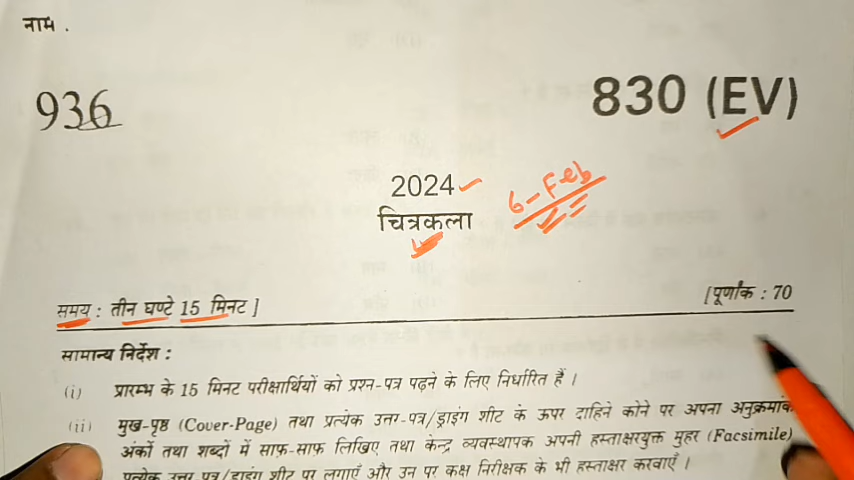 नाम .
936
830 (EV)
2024
6-Feb
चित्रकला
समय : तीन घण्टे 15 मिनट ]
[पूर्णांक : 70
सामान्य निर्देश :
(i) प्रारम्भ के 15 मिनट परीक्षार्थियों को प्रश्न-पत्र पढ़ने के लिए निर्धारित हैं ।
(ii) मुख-पृष्ठ (Cover-Page) तथा प्रत्येक उत्तर-पत्र/ड्राइंग शीट के ऊपर दाहिने कोने पर अपना अनुक्रमांक
अंकों तथा शब्दों में साफ़-साफ़ लिखिए तथा केन्द्र व्यवस्थापक अपनी हस्ताक्षरयुक्त मुहर (Facsimile)
प्रत्येक उत्तर पत्र/ड्राइंग शीट पर लगाएँ और उन पर कक्ष निरीक्षक के भी हस्ताक्षर करवाएँ ।